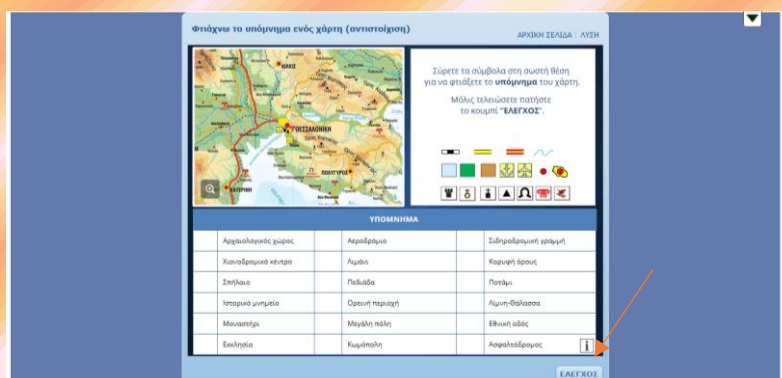 Φτιάχνω το υπόμνημα ενός χάρτη (αντιστοίχιση)
ΑΡΧΙΚΗ ΣΕΛΙΔΑ | ΛΥΣΗ
ΚΙΛΚΙΣ
ΘΕΣΣΑΛΟΝΙΚΗ
ΠΟΛΥΓΥΡΟΣ
ΚΑΤΕΡΙΝΗ
Σύρετε τα σύμβολα στη σωστή θέση
για να φτιάξετε το υπόμνημα του χάρτη.
Μόλις τελειώσετε πατήστε
το κουμπί "ΕΛΕΓΧΟΣ".
ΥΠΟΜΝΗΜΑ
Αρχαιολογικός χώρος Αεροδρόμιο Σιδηροδρομική γραμμή
Χιονοδρομικό κέντρο Λιμάνι Κορυφή όρους
Σπήλαιο Πεδιάδα Ποτάμι
Ιστορικό μνημείο Ορεινή περιοχή Λίμνη-Θάλασσα
Μοναστήρι Μεγάλη πόλη Εθνική οδός
Εκκλησία Κωμόπολη Ασφαλτόδρομος i
ΕΛΕΓΧΟΣ